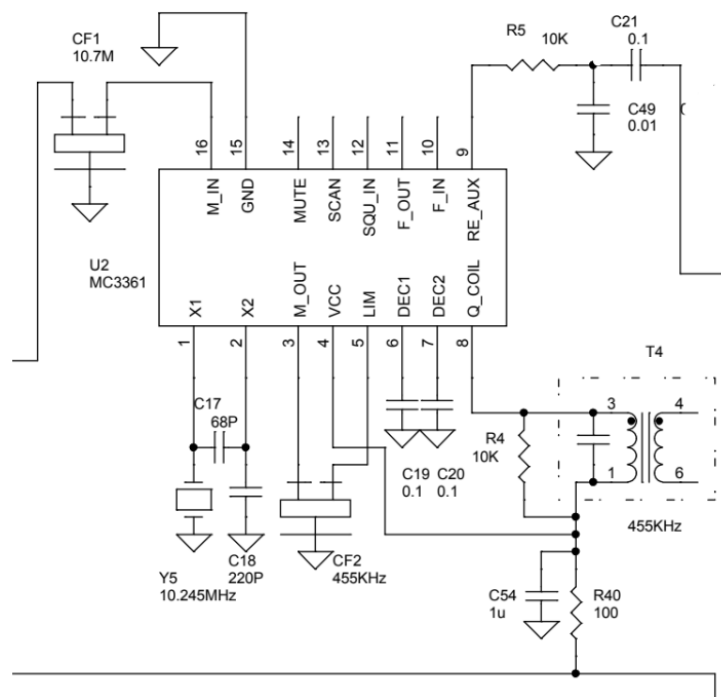 CF1
10.7M
R5
10K
C21
0.1
C49
0.01
16
15
14
13
12
11
10
9
M_IN
GND
MUTE
SCAN
SQU_IN
F_OUT
F_IN
RE_AUX
U2
MC3361
X1
X2
M_OUT
VCC
LIM
DEC1
DEC2
Q_COIL
1
2
3
4
5
6
7
8
T4
C17
68P
3
4
R4
10K
C19
0.1
C20
0.1
1
6
455KHz
C18
220P
CF2
455KHz
Y5
10.245MHz
C54
1u
R40
100